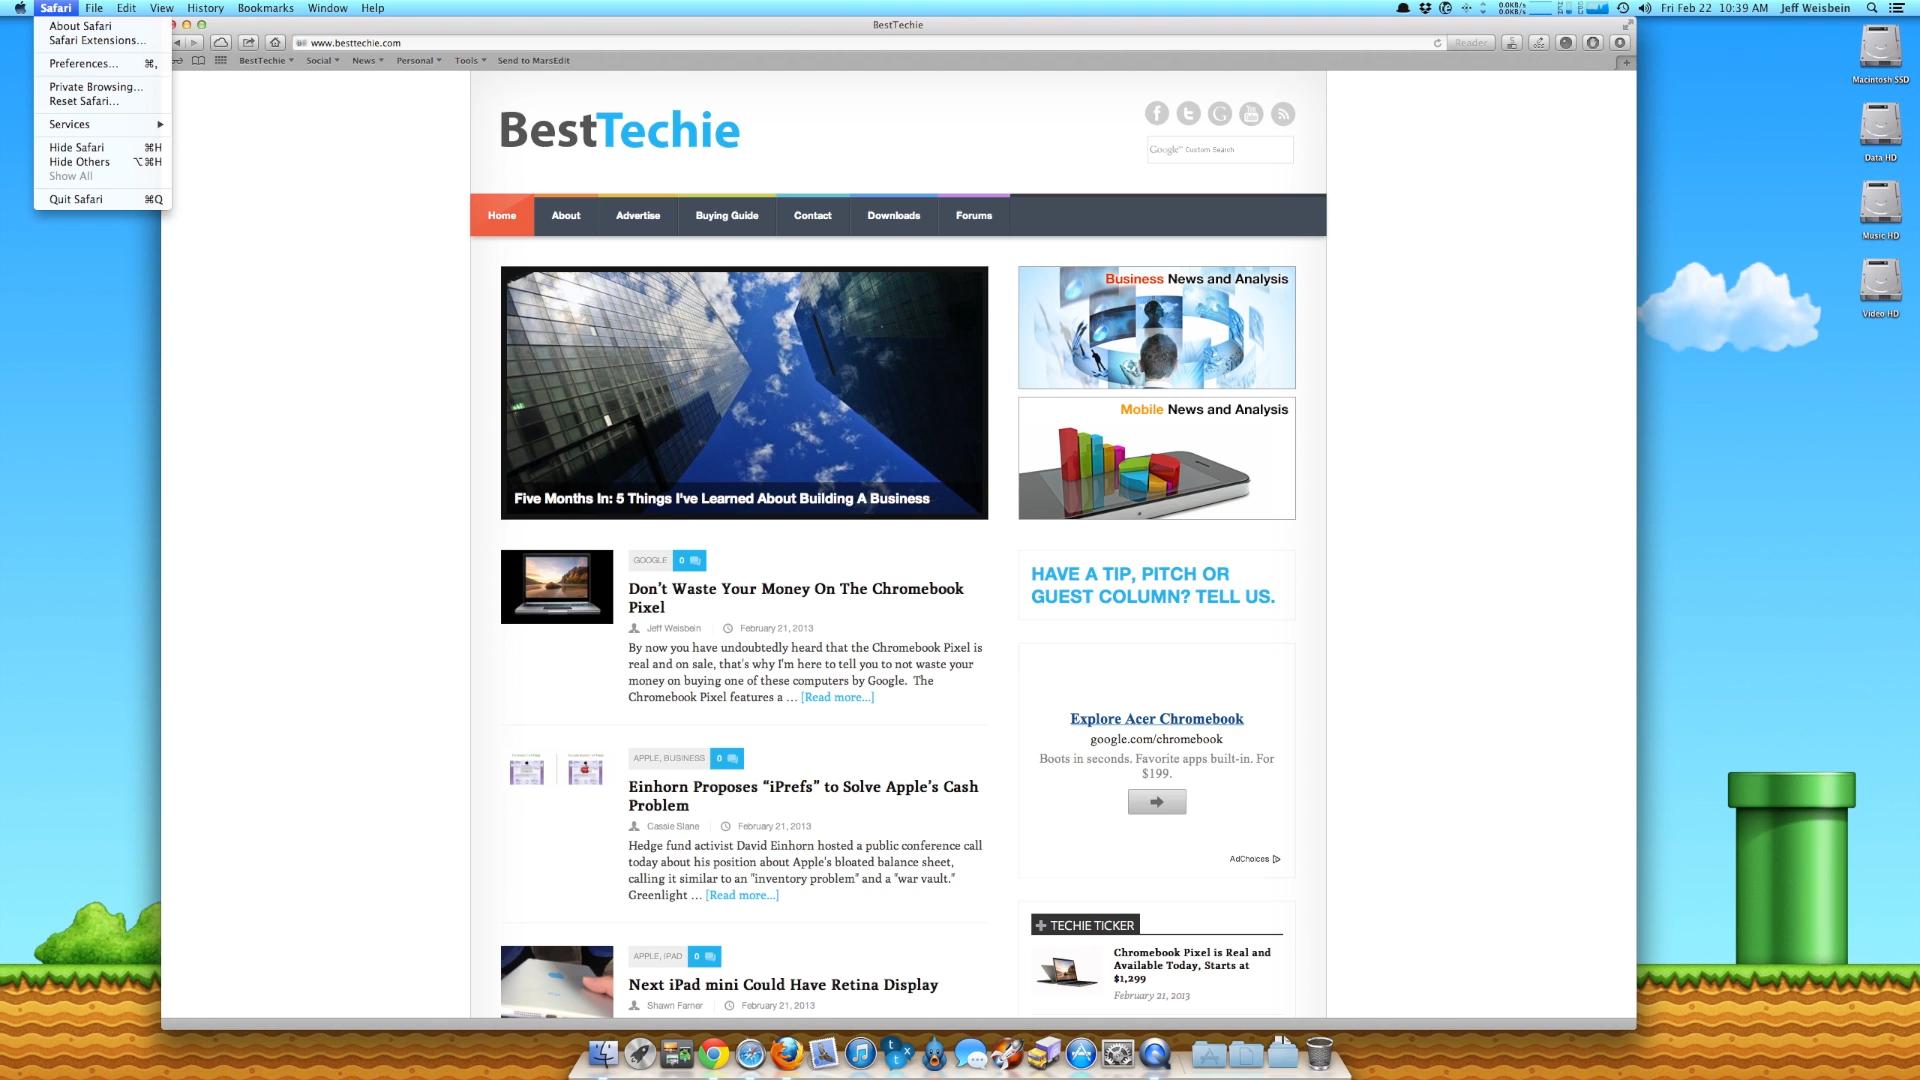 Safari File Edit View History Bookmarks Window Help
0.0KB/s
0.0KB/s
Fri Feb 22 10:39 AM Jeff Weisbein
About Safari
Safari Extensions...
Preferences... ⌘,
Private Browsing...
Reset Safari...
Services
Hide Safari ⌘H
Hide Others ⌥⌘H
Show All
Quit Safari ⌘Q
BestTechie
www.besttechie.com
Reader
BestTechie Social News Personal Tools Send to MarsEdit
Macintosh SSD
Data HD
Music HD
Video HD
BestTechie
Google™ Custom Search
Home About Advertise Buying Guide Contact Downloads Forums
Five Months In: 5 Things I've Learned About Building A Business
Business News and Analysis
Mobile News and Analysis
GOOGLE 0
Don't Waste Your Money On The Chromebook
Pixel
Jeff Weisbein February 21, 2013
By now you have undoubtedly heard that the Chromebook Pixel is
real and on sale, that's why I'm here to tell you to not waste your
money on buying one of these computers by Google. The
Chromebook Pixel features a … [Read more...]
APPLE, BUSINESS 0
Einhorn Proposes “iPrefs” to Solve Apple's Cash
Problem
Cassie Slane February 21, 2013
Hedge fund activist David Einhorn hosted a public conference call
today about his position about Apple's bloated balance sheet,
calling it similar to an "inventory problem" and a "war vault."
Greenlight … [Read more...]
APPLE, IPAD 0
Next iPad mini Could Have Retina Display
Shawn Farner February 21, 2013
HAVE A TIP, PITCH OR
GUEST COLUMN? TELL US.
Explore Acer Chromebook
google.com/chromebook
Boots in seconds. Favorite apps built-in. For
$199.
AdChoices
TECHIE TICKER
Chromebook Pixel is Real and
Available Today, Starts at
$1,299
February 21, 2013